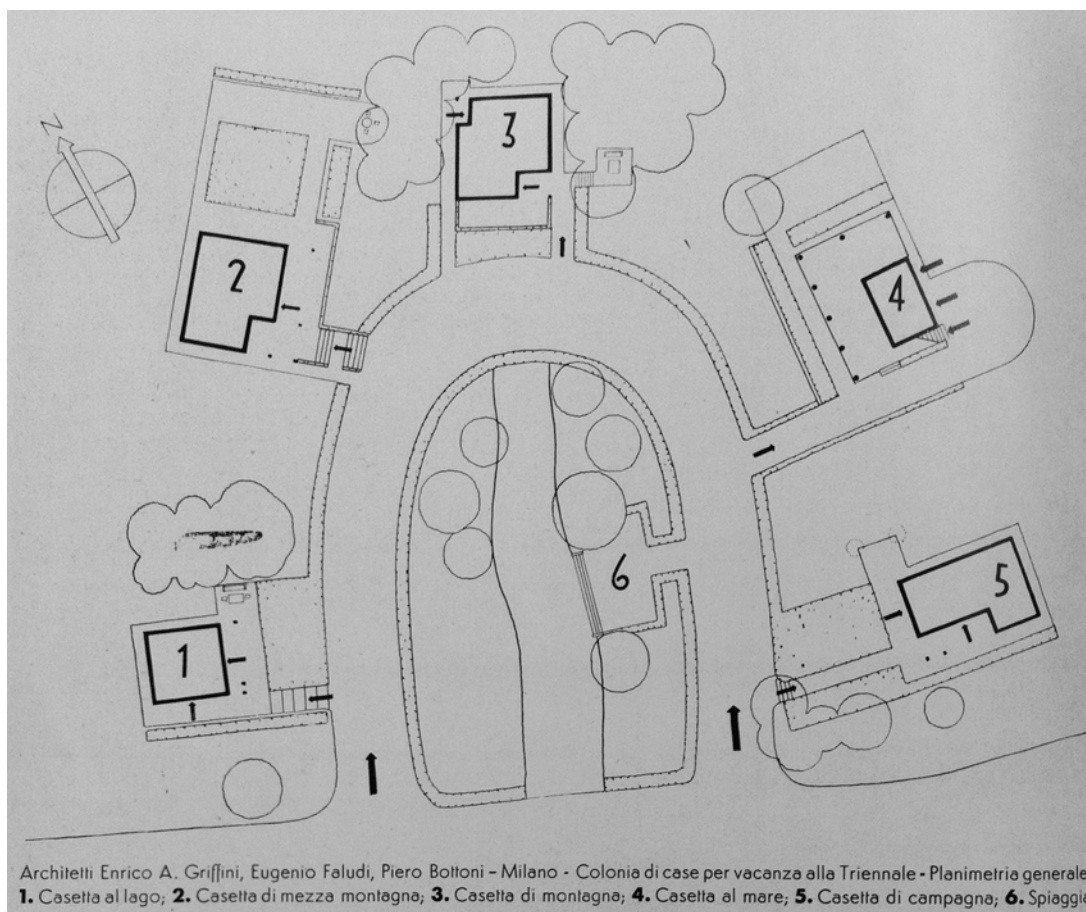 N
3
2
4
6
5
1
Architetti Enrico A. Griffini, Eugenio Faludi, Piero Bottoni - Milano - Colonia di case per vacanza alla Triennale - Planimetria generale
1. Casetta al lago; 2. Casetta di mezza montagna; 3. Casetta di montagna; 4. Casetta al mare; 5. Casetta di campagna; 6.